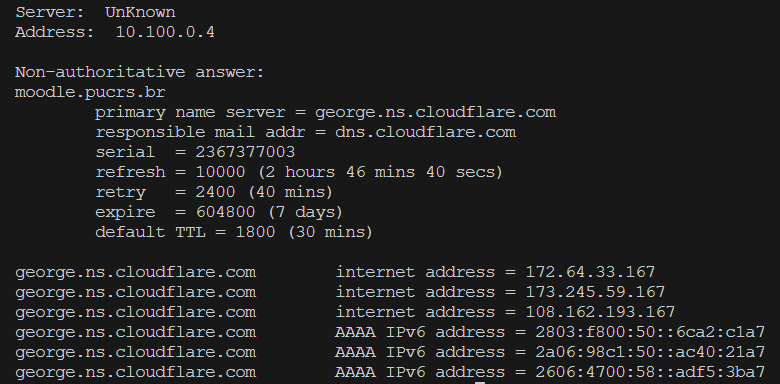 Server:  UnKnown
Address:  10.100.0.4

Non-authoritative answer:
moodle.pucrs.br
        primary name server = george.ns.cloudflare.com
        responsible mail addr = dns.cloudflare.com
        serial  = 2367377003
        refresh = 10000 (2 hours 46 mins 40 secs)
        retry   = 2400 (40 mins)
        expire  = 604800 (7 days)
        default TTL = 1800 (30 mins)

george.ns.cloudflare.com        internet address = 172.64.33.167
george.ns.cloudflare.com        internet address = 173.245.59.167
george.ns.cloudflare.com        internet address = 108.162.193.167
george.ns.cloudflare.com        AAAA IPv6 address = 2803:f800:50::6ca2:c1a7
george.ns.cloudflare.com        AAAA IPv6 address = 2a06:98c1:50::ac40:21a7
george.ns.cloudflare.com        AAAA IPv6 address = 2606:4700:58::adf5:3ba7